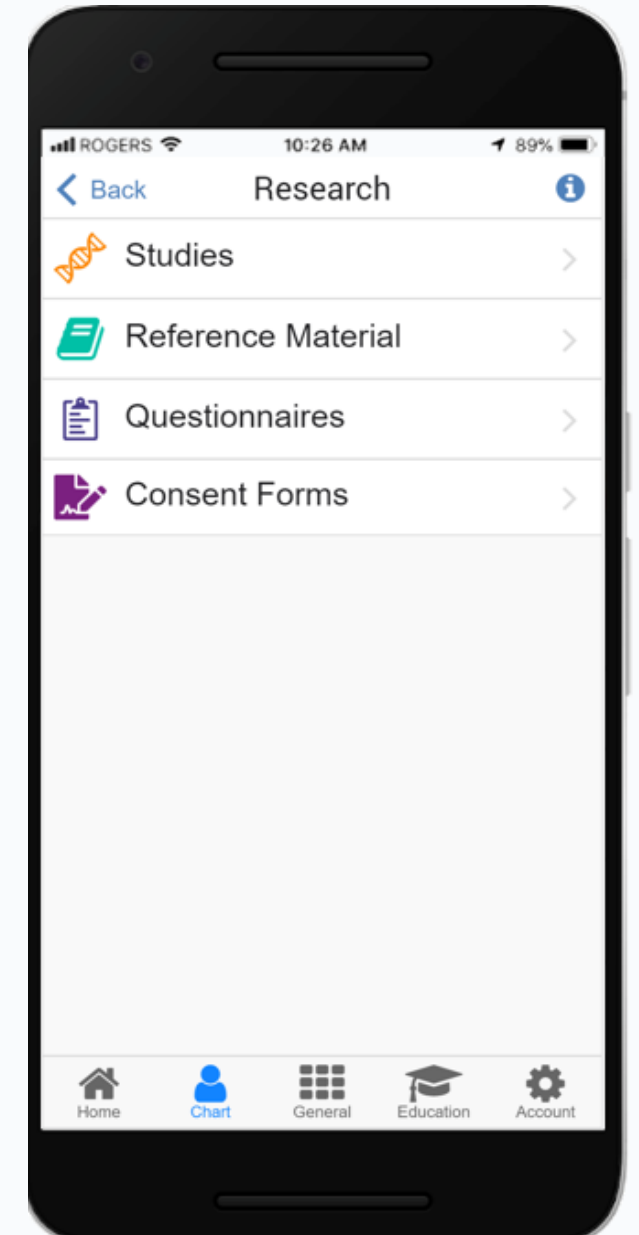 ROGERS 10:26 AM 89%
Back Research
Studies
Reference Material
Questionnaires
Consent Forms
Home Chart General Education Account